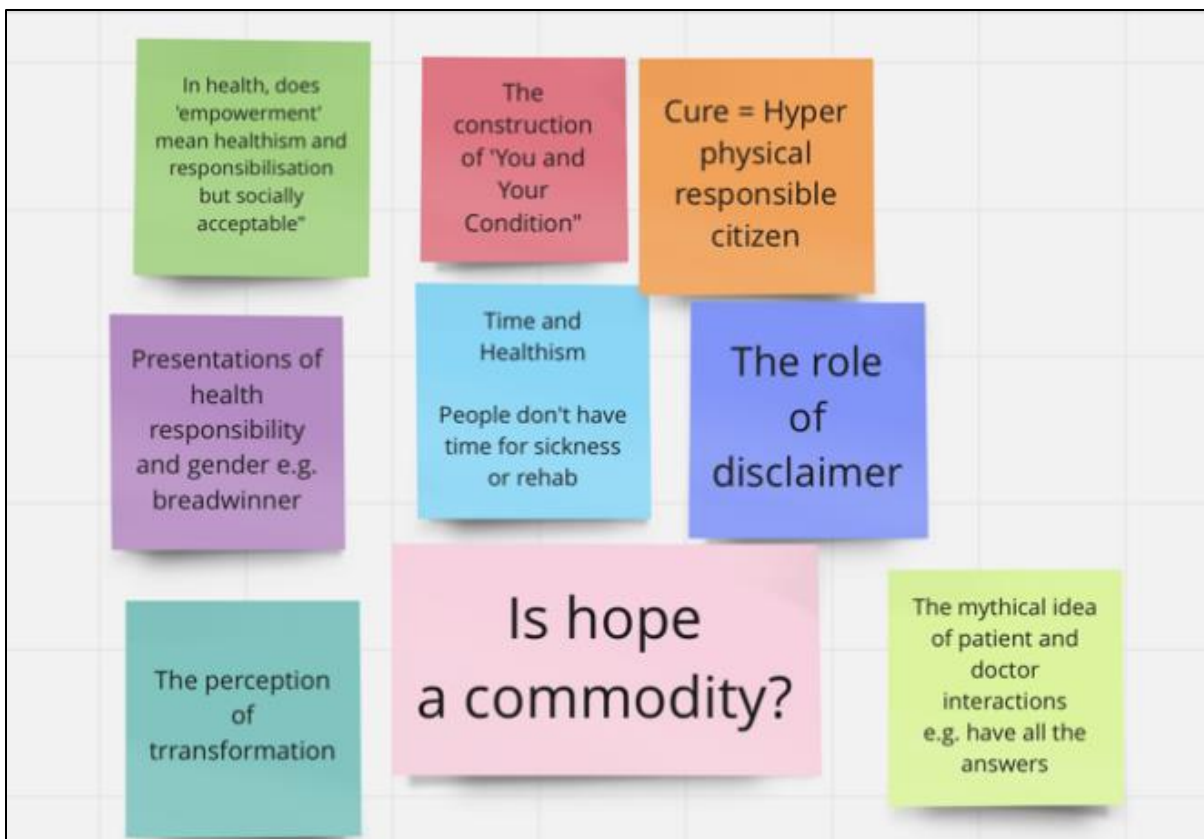 In health, does
'empowerment'
mean healthism and
responsibilisation
but socially
acceptable"
The
construction
of 'You and
Your
Condition"
Cure = Hyper
physical
responsible
citizen
Presentations of
health
responsibility
and gender e.g.
breadwinner
Time and
Healthism
People don't have
time for sickness
or rehab
The role
of
disclaimer
The perception
of
trransformation
Is hope
a commodity?
The mythical idea
of patient and
doctor
interactions
e.g. have all the
answers